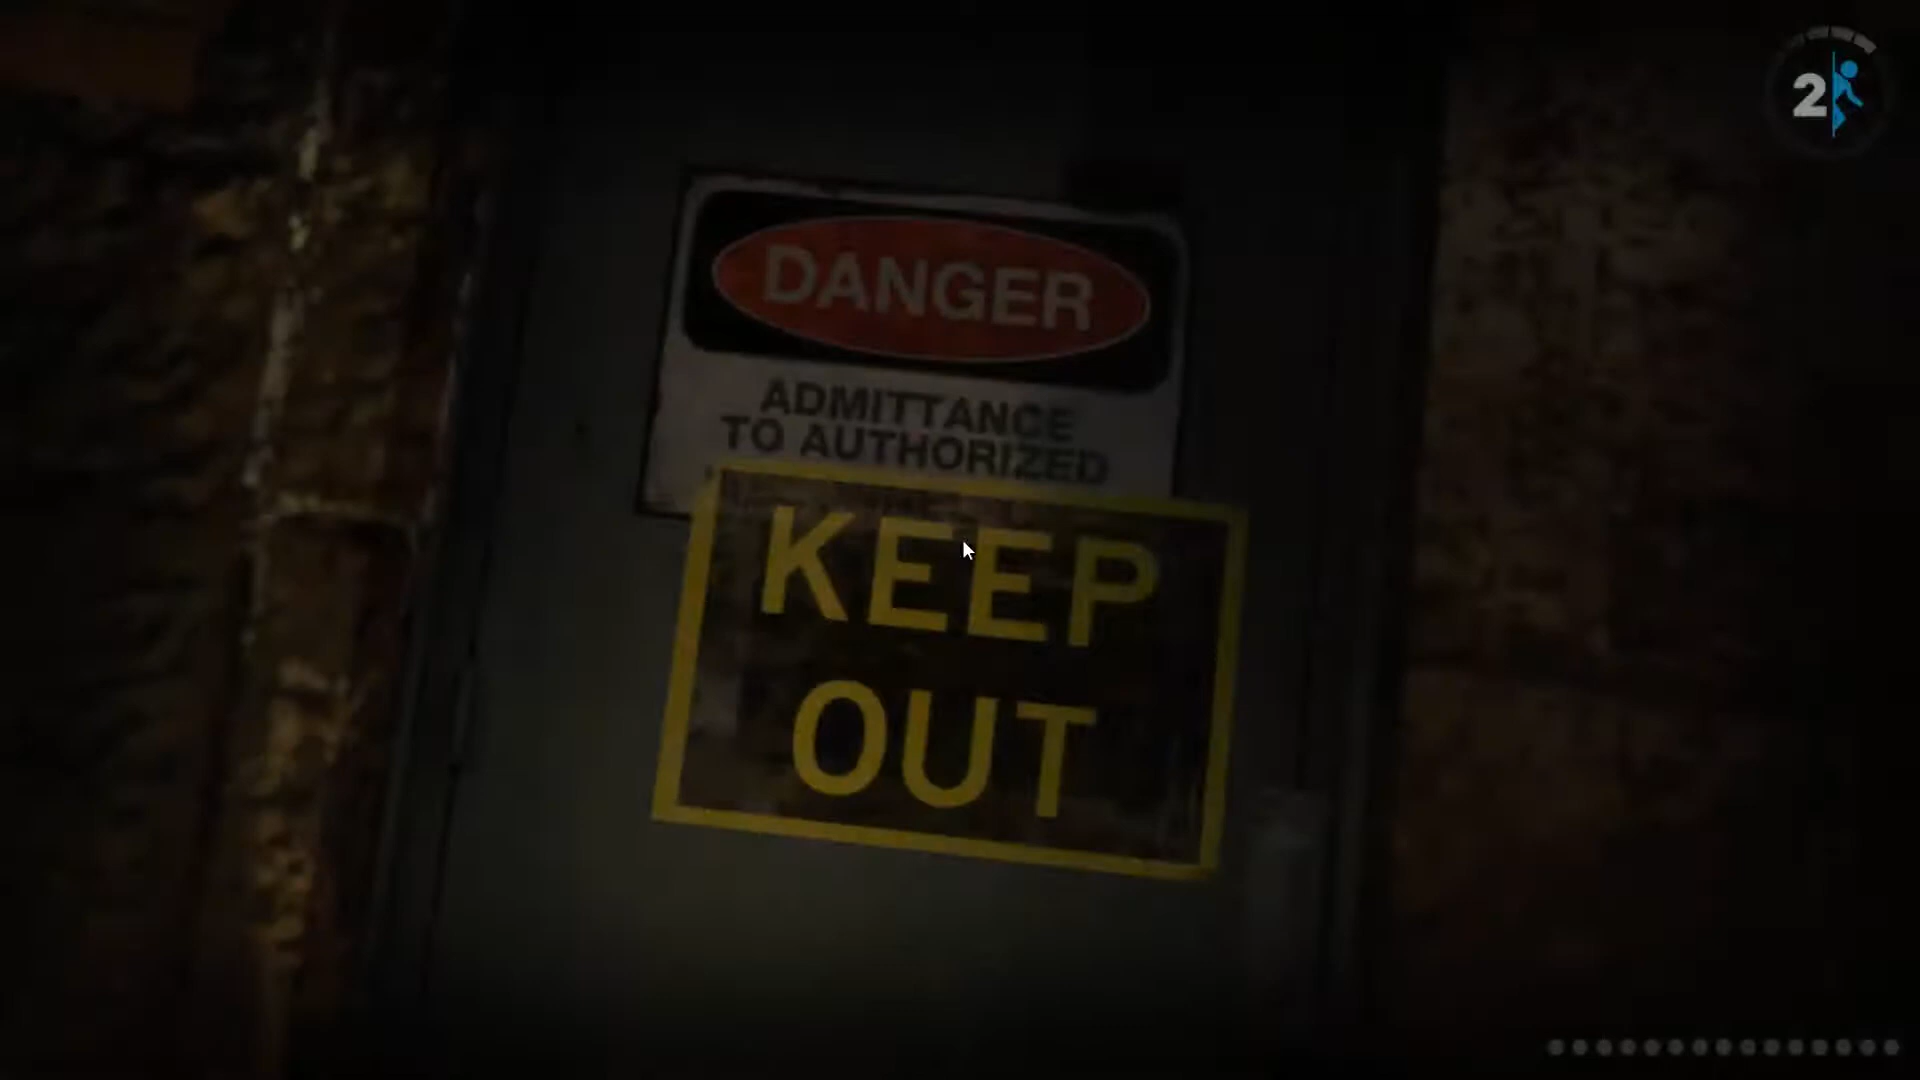 2
DANGER
ADMITTANCE
TO AUTHORIZED
KEEP
OUT